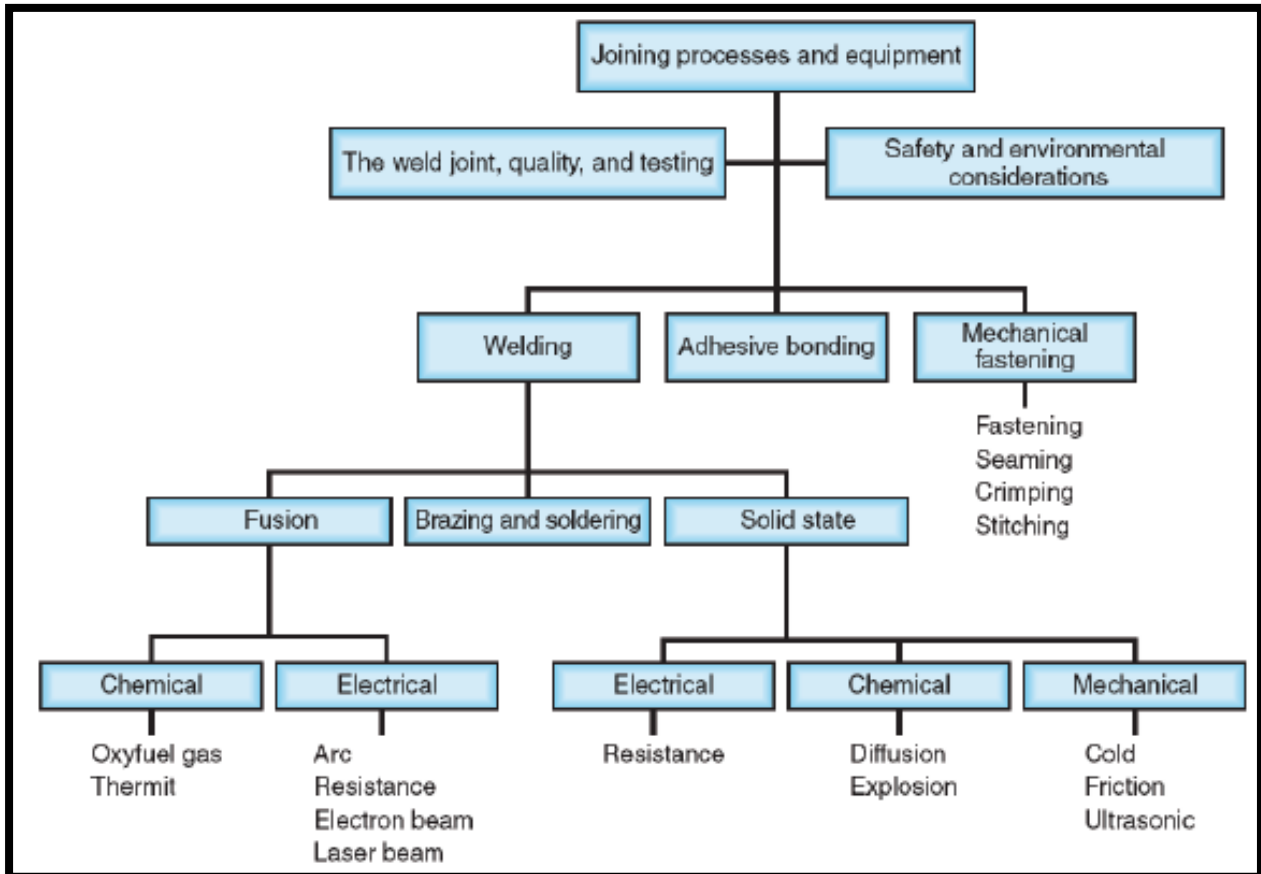 Joining processes and equipment
The weld joint, quality, and testing
Safety and environmental
considerations
Welding
Adhesive bonding
Mechanical
fastening
Fastening
Seaming
Crimping
Stitching
Fusion
Brazing and soldering
Solid state
Chemical
Electrical
Electrical
Chemical
Mechanical
Oxyfuel gas
Thermit
Arc
Resistance
Electron beam
Laser beam
Resistance
Diffusion
Explosion
Cold
Friction
Ultrasonic